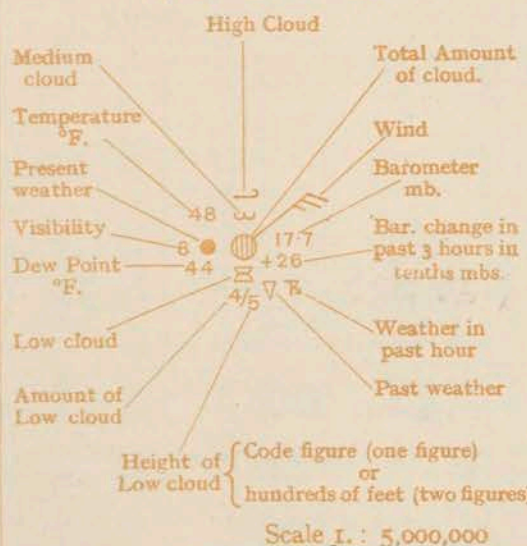 High Cloud
Medium
cloud
Total Amount
of cloud.
Temperature
°F.
Wind
Present
weather
Barometer
mb.
48
Visibility
6
17·7
Bar. change in
past 3 hours in
tenths mbs.
Dew Point
°F.
44
+26
4/5
Low cloud
Weather in
past hour
Amount of
Low cloud
Past weather
Height of
Low cloud
Code figure (one figure)
or
hundreds of feet (two figures)
Scale 1. : 5,000,000